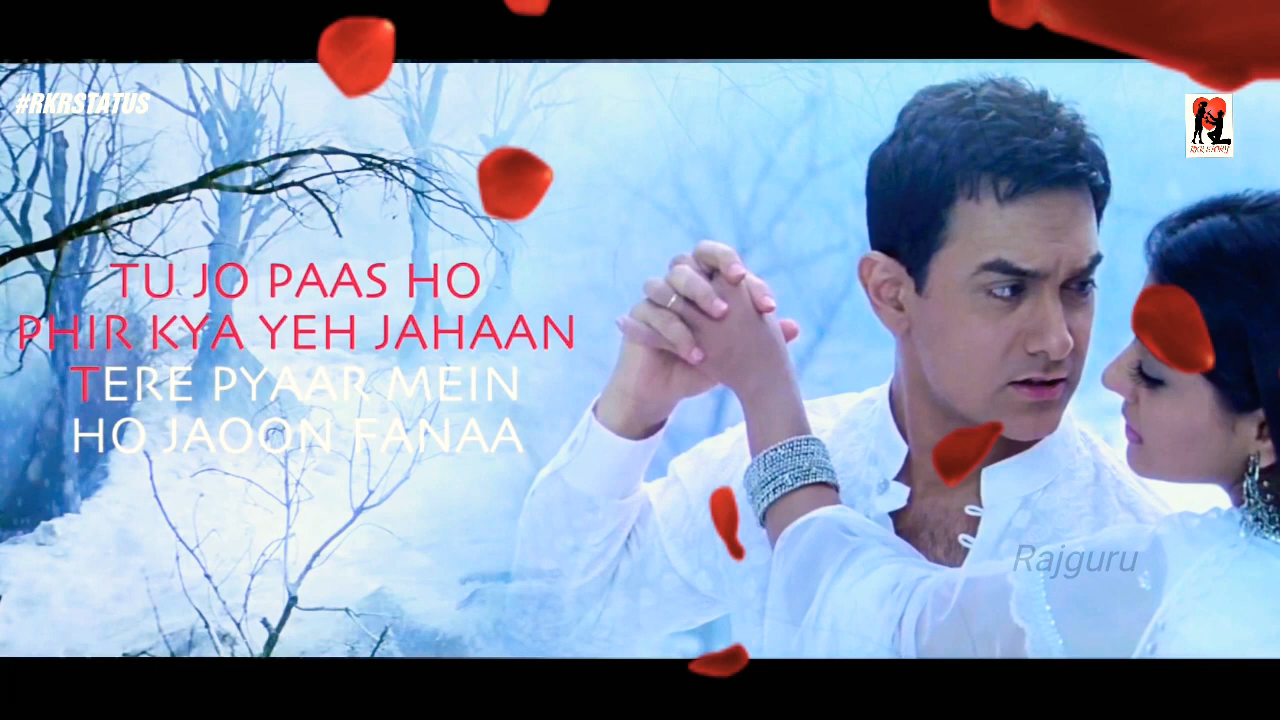 #RKRSTATUS
TU JO PAAS HO
PHIR KYA YEH JAHAAN
TERE PYAAR MEIN
HO JAOON FANAA
Rajguru